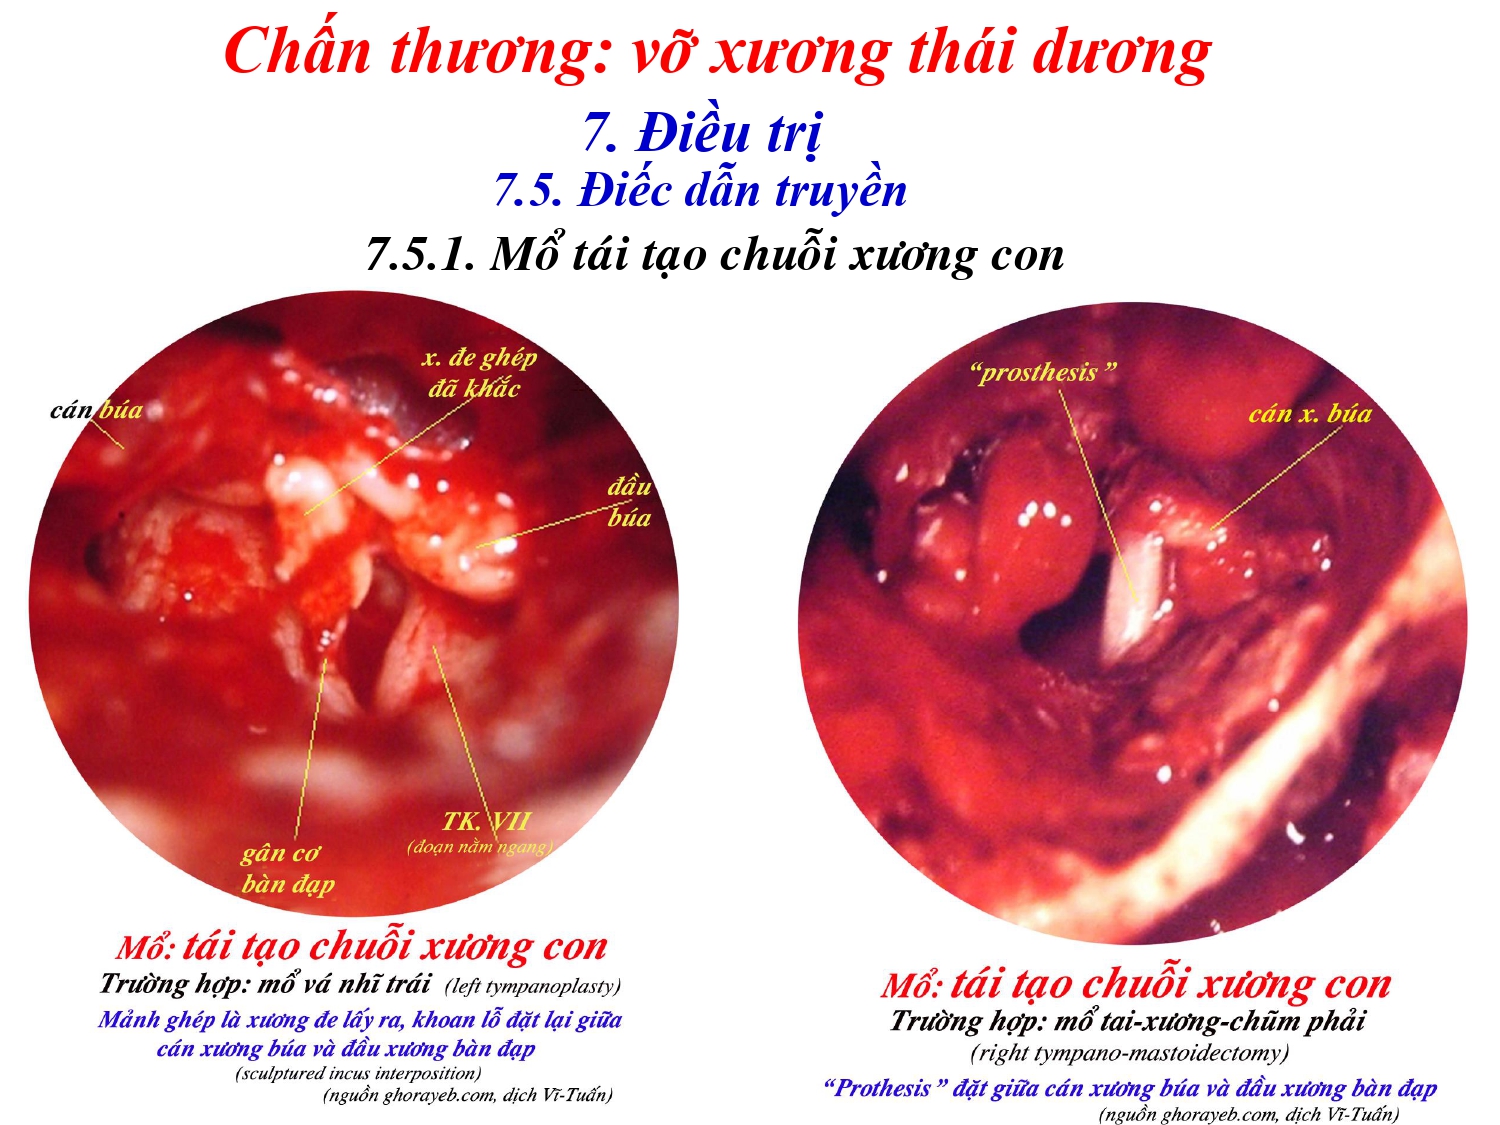 Chấn thương: vỡ xương thái dương
7. Điều trị
7.5. Điếc dẫn truyền
7.5.1. Mổ tái tạo chuỗi xương con
x. đe ghép
đã khắc
cán búa
đầu
búa
TK. VII
(đoạn nằm ngang)
gân cơ
bàn đạp
“prosthesis”
cán x. búa
Mổ: tái tạo chuỗi xương con
Trường hợp: mổ vá nhĩ trái (left tympanoplasty)
Mảnh ghép là xương đe lấy ra, khoan lỗ đặt lại giữa
cán xương búa và đầu xương bàn đạp
(sculptured incus interposition)
(nguồn ghorayeb.com, dịch Vĩ-Tuấn)
Mổ: tái tạo chuỗi xương con
Trường hợp: mổ tai-xương-chũm phải
(right tympano-mastoidectomy)
“Prothesis” đặt giữa cán xương búa và đầu xương bàn đạp
(nguồn ghorayeb.com, dịch Vĩ-Tuấn)